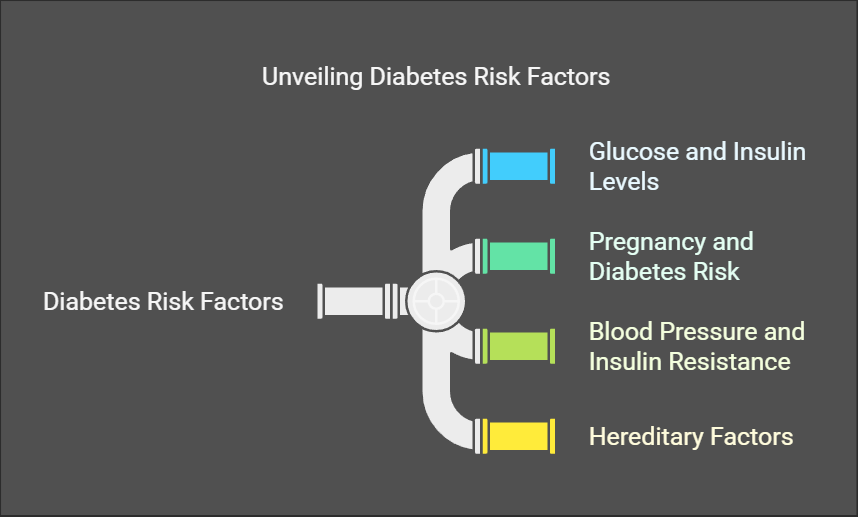 Unveiling Diabetes Risk Factors
Glucose and Insulin
Levels
Pregnancy and
Diabetes Risk
Diabetes Risk Factors
Blood Pressure and
Insulin Resistance
Hereditary Factors